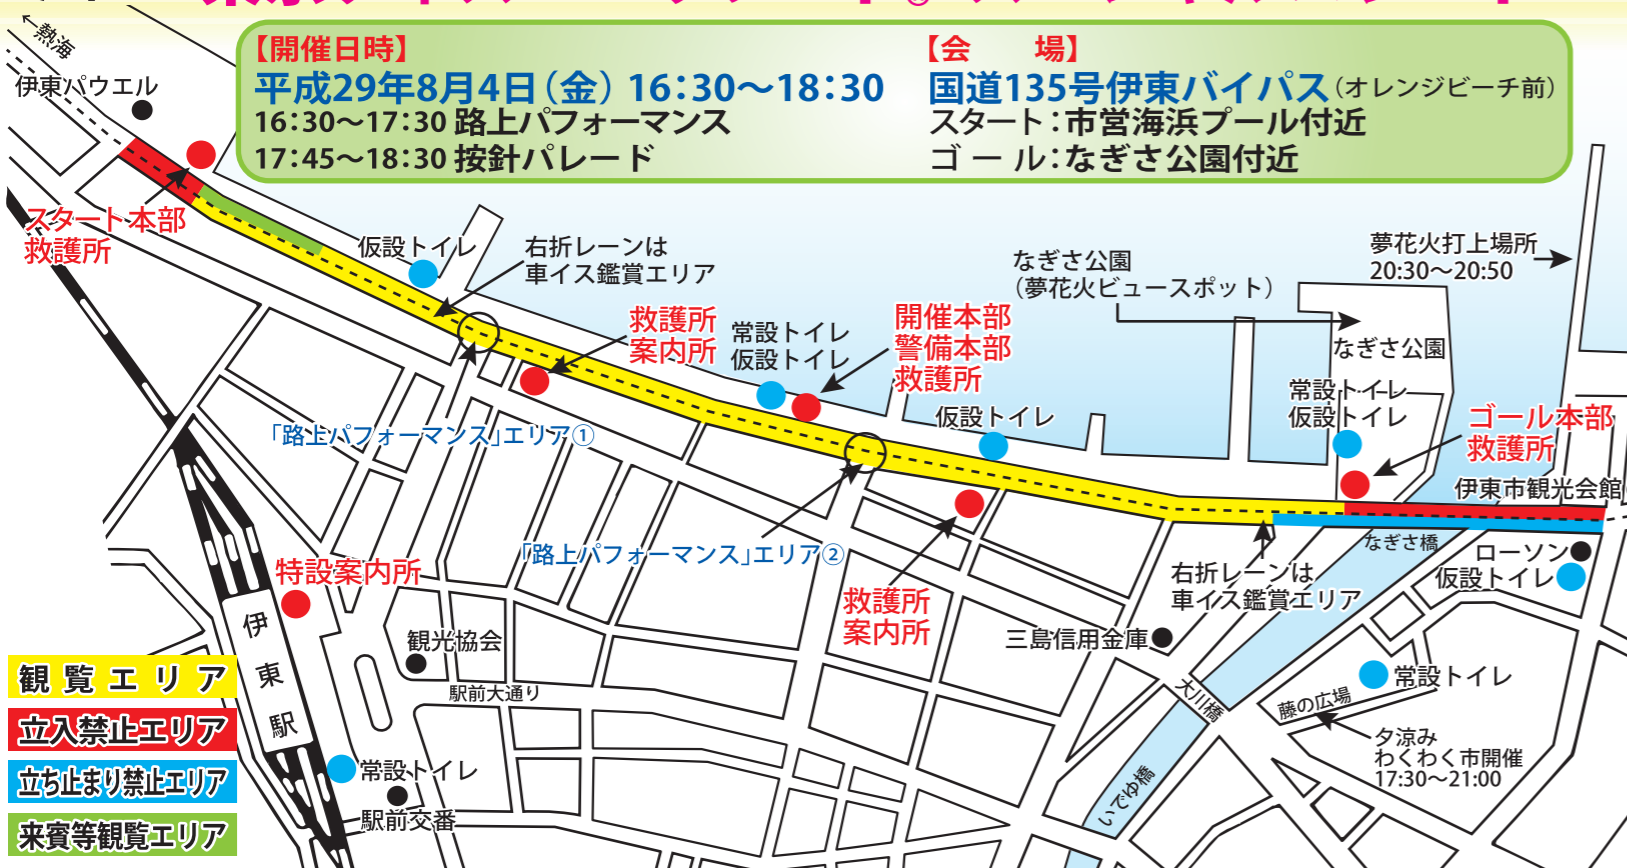 ←熱海
伊東パウエル
【開催日時】
平成29年8月4日(金) 16:30〜18:30
16:30〜17:30 路上パフォーマンス
17:45〜18:30 按針パレード
【会　場】
国道135号伊東バイパス(オレンジビーチ前)
スタート:市営海浜プール付近
ゴール:なぎさ公園付近
スタート本部
救護所
仮設トイレ
右折レーンは
車イス鑑賞エリア
救護所
案内所
常設トイレ
仮設トイレ
開催本部
警備本部
救護所
仮設トイレ
なぎさ公園
(夢花火ビュースポット)
なぎさ公園
夢花火打上場所
20:30〜20:50
常設トイレ
仮設トイレ
ゴール本部
救護所
伊東市観光会館
「路上パフォーマンス」エリア①
「路上パフォーマンス」エリア②
救護所
案内所
なぎさ橋
右折レーンは
車イス鑑賞エリア
ローソン
仮設トイレ
三島信用金庫
特設案内所
伊東駅
観光協会
駅前大通り
常設トイレ
駅前交番
大川橋
いでゆ橋
藤の広場
常設トイレ
夕涼み
わくわく市開催
17:30〜21:00
観覧エリア
立入禁止エリア
立ち止まり禁止エリア
来賓等観覧エリア